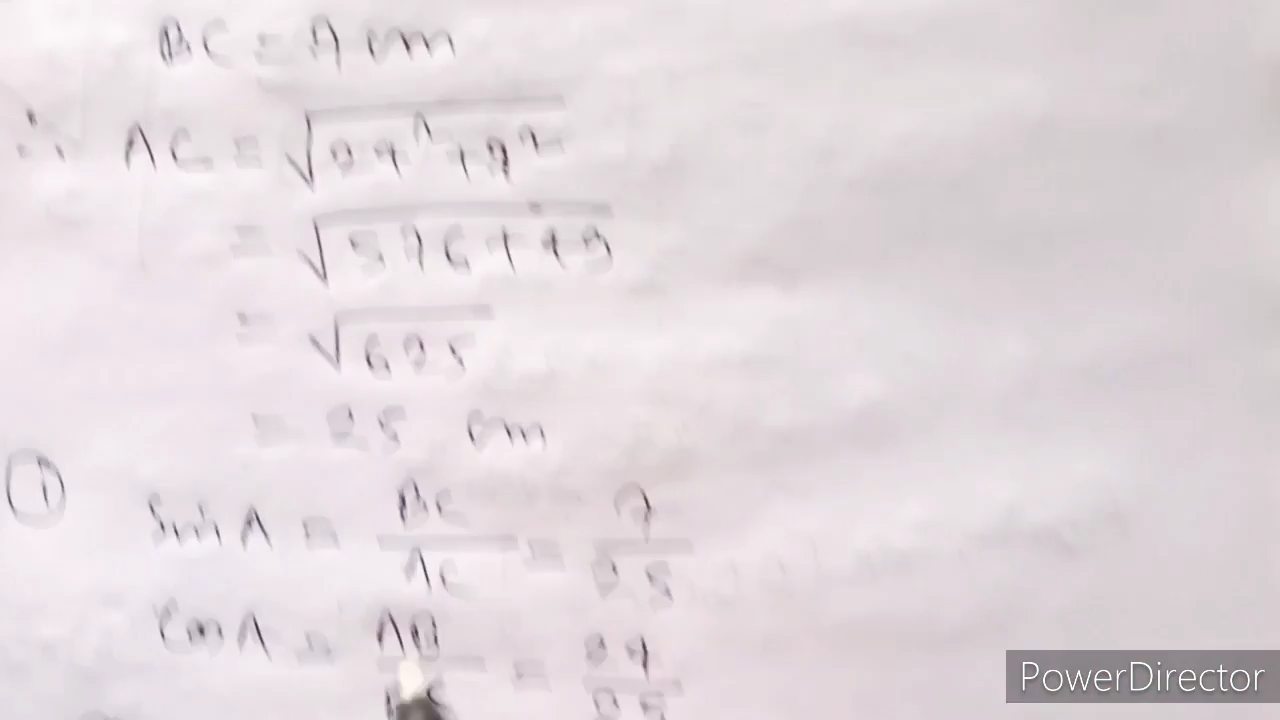 BC = 7 cm
∴ AC = √24² + 7²
= √576 + 49
= √625
= 25 cm
① Sin A = BC/AC = 7/25
Cos A = AB/AC = 24/25
PowerDirector